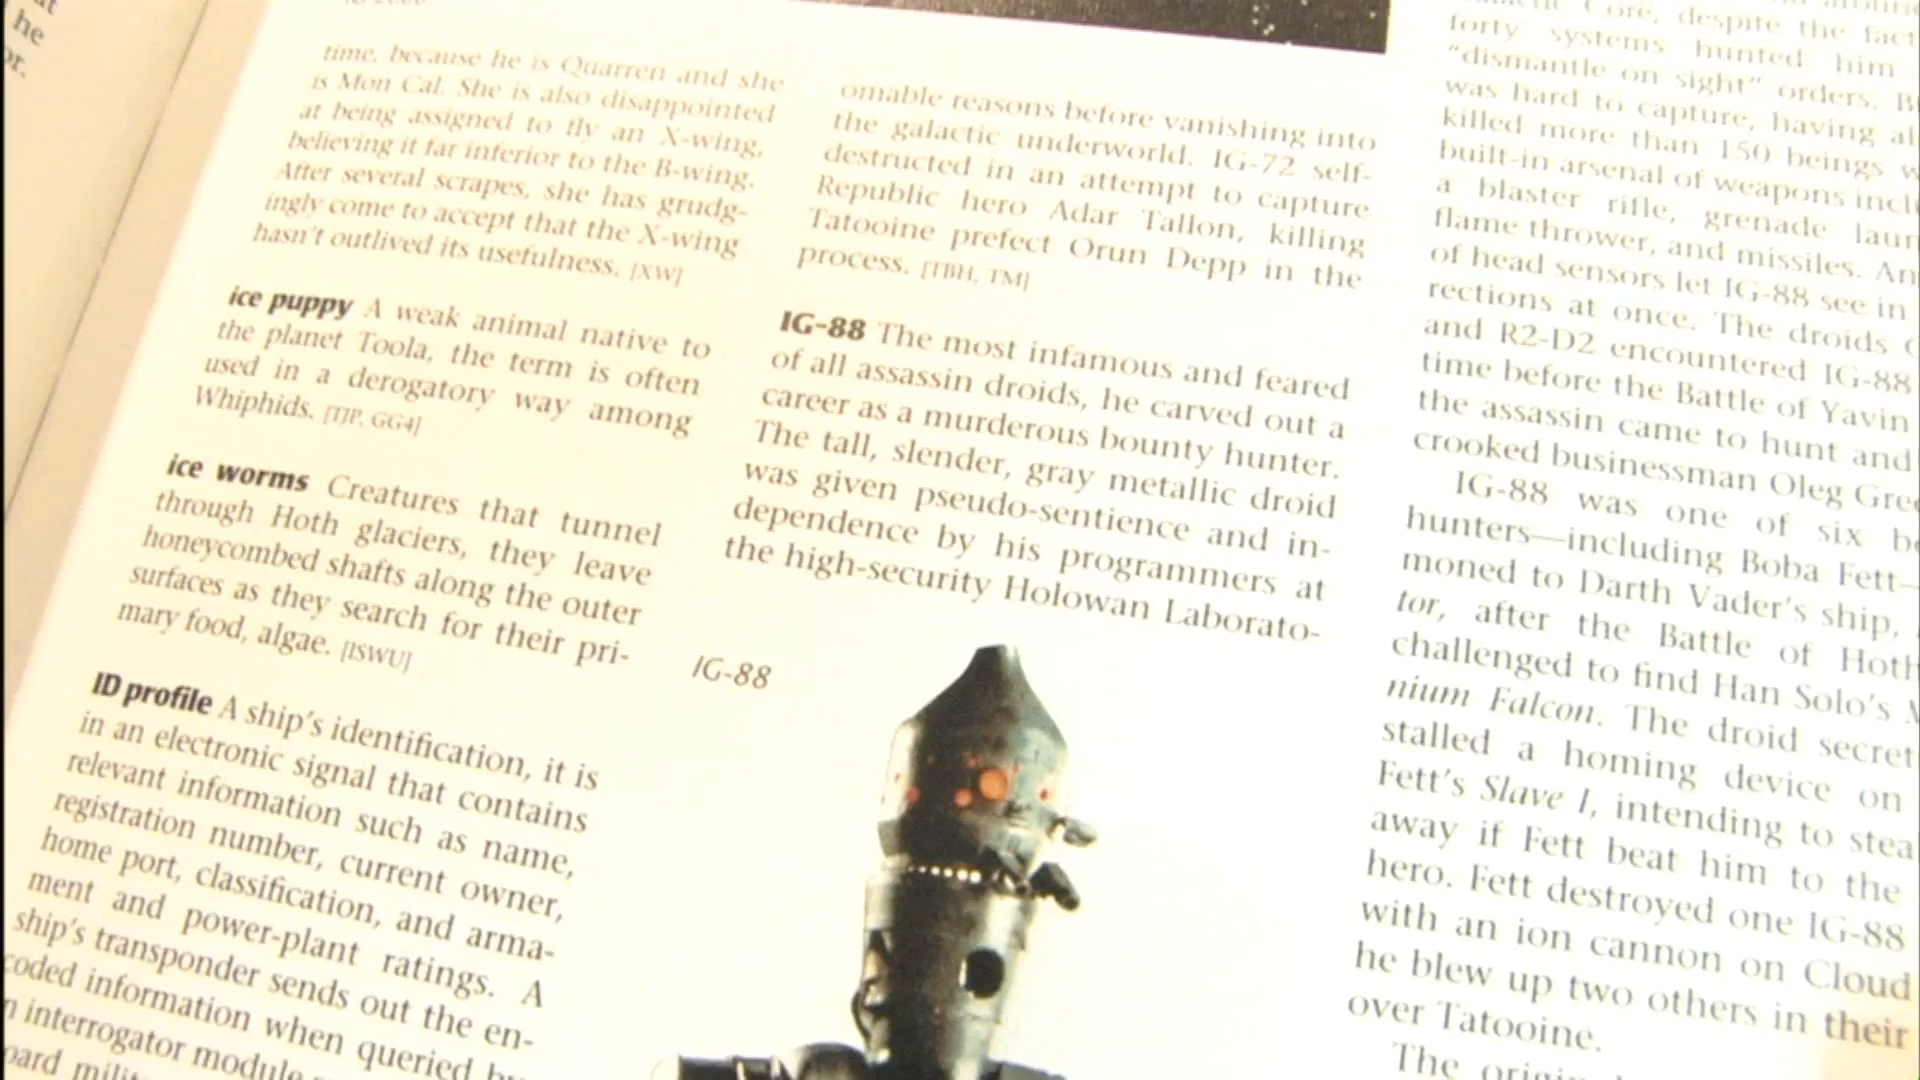 he
or.
time, because he is Quarren and she
is Mon Cal. She is also disappointed
at being assigned to fly an X-wing,
believing it far inferior to the B-wing.
After several scrapes, she has grudg-
ingly come to accept that the X-wing
hasn't outlived its usefulness. [XW]
ice puppy A weak animal native to
the planet Toola, the term is often
used in a derogatory way among
Whiphids. [TJP, GG4]
ice worms Creatures that tunnel
through Hoth glaciers, they leave
honeycombed shafts along the outer
surfaces as they search for their pri-
mary food, algae. [ISWU]
ID profile A ship's identification, it is
in an electronic signal that contains
relevant information such as name,
registration number, current owner,
home port, classification, and arma-
ment and power-plant ratings. A
ship's transponder sends out the en-
coded information when queried by
interrogator module
omable reasons before vanishing into
the galactic underworld. IG-72 self-
destructed in an attempt to capture
Republic hero Adar Tallon, killing
Tatooine prefect Orun Depp in the
process. [TBH, TM]
IG-88 The most infamous and feared
of all assassin droids, he carved out a
career as a murderous bounty hunter.
The tall, slender, gray metallic droid
was given pseudo-sentience and in-
dependence by his programmers at
the high-security Holowan Laborato-
IG-88
Core, despite the fact
forty systems hunted him
"dismantle on sight" orders. B
was hard to capture, having al
killed more than 150 beings w
built-in arsenal of weapons incl
a blaster rifle, grenade laun
flame thrower, and missiles. An
of head sensors let IG-88 see in
rections at once. The droids C
and R2-D2 encountered IG-88
time before the Battle of Yavin
the assassin came to hunt and
crooked businessman Oleg Gre
IG-88 was one of six b
hunters—including Boba Fett—
moned to Darth Vader's ship,
tor, after the Battle of Hoth
challenged to find Han Solo's M
nium Falcon. The droid secret
stalled a homing device on
Fett's Slave I, intending to stea
away if Fett beat him to the
hero. Fett destroyed one IG-88
with an ion cannon on Cloud
he blew up two others in their
over Tatooine.
The